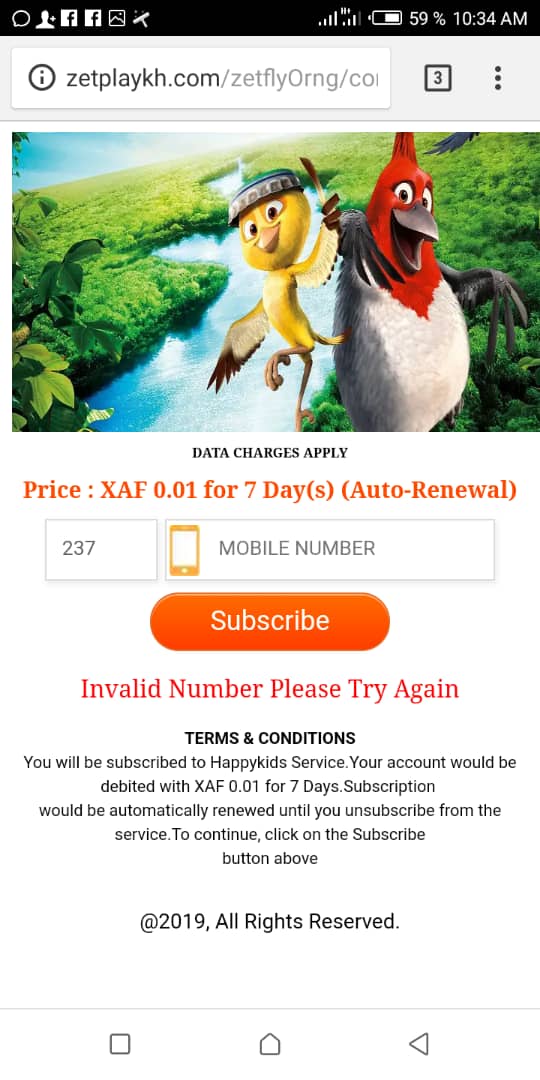 59 % 10:34 AM
zetplaykh.com/zetflyOrng/co
3
DATA CHARGES APPLY
Price : XAF 0.01 for 7 Day(s) (Auto-Renewal)
237 MOBILE NUMBER
Subscribe
Invalid Number Please Try Again
TERMS & CONDITIONS
You will be subscribed to Happykids Service.Your account would be
debited with XAF 0.01 for 7 Days.Subscription
would be automatically renewed until you unsubscribe from the
service.To continue, click on the Subscribe
button above
@2019, All Rights Reserved.